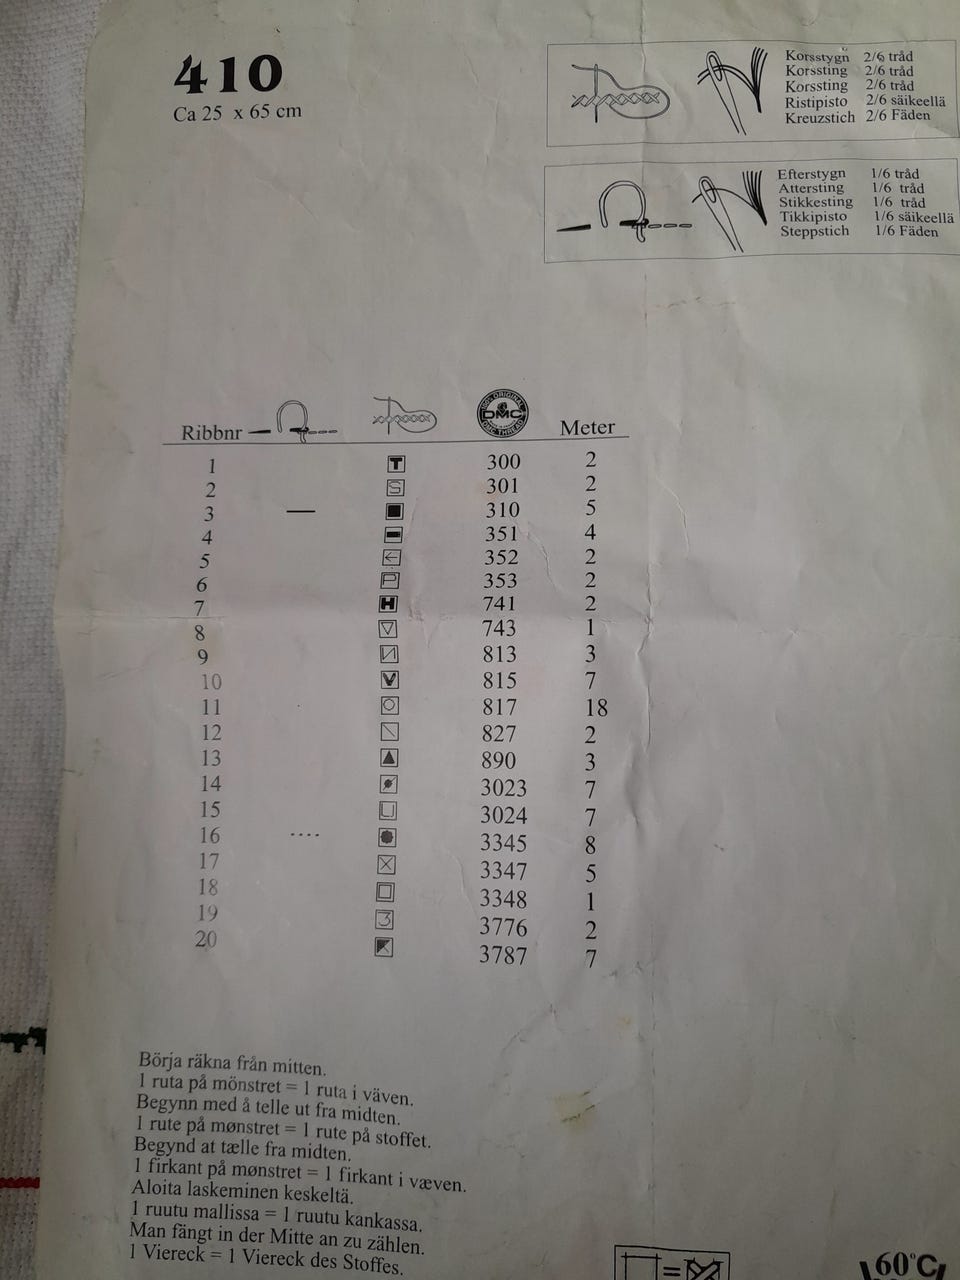 410
Ca 25 x 65 cm
Korsstygn 2/6 tråd
Korssting 2/6 tråd
Korssting 2/6 tråd
Ristipisto 2/6 säikeellä
Kreuzstich 2/6 Fäden
Efterstygn 1/6 tråd
Attersting 1/6 tråd
Stikkesting 1/6 tråd
Tikkipisto 1/6 säikeellä
Steppstich 1/6 Fäden
Ribbnr DMC Meter
1 T 300 2
2 S 301 2
3 310 5
4 351 4
5 352 2
6 P 353 2
7 H 741 2
8 743 1
9 813 3
10 V 815 7
11 817 18
12 827 2
13 890 3
14 3023 7
15 3024 7
16 3345 8
17 3347 5
18 3348 1
19 3 3776 2
20 3787 7
Börja räkna från mitten.
1 ruta på mönstret = 1 ruta i väven.
Begynn med å telle ut fra midten.
1 rute på mønstret = 1 rute på stoffet.
Begynd at tælle fra midten.
1 firkant på mønstret = 1 firkant i væven.
Aloita laskeminen keskeltä.
1 ruutu mallissa = 1 ruutu kankassa.
Man fängt in der Mitte an zu zählen.
1 Viereck = 1 Viereck des Stoffes.
=
60°C